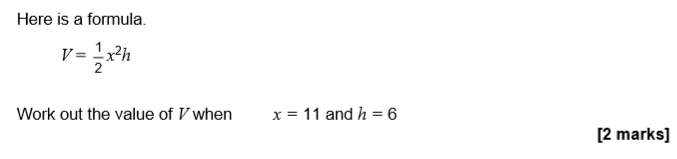 Here is a formula.
V = 1/2 x²h
Work out the value of V when x = 11 and h = 6
[2 marks]